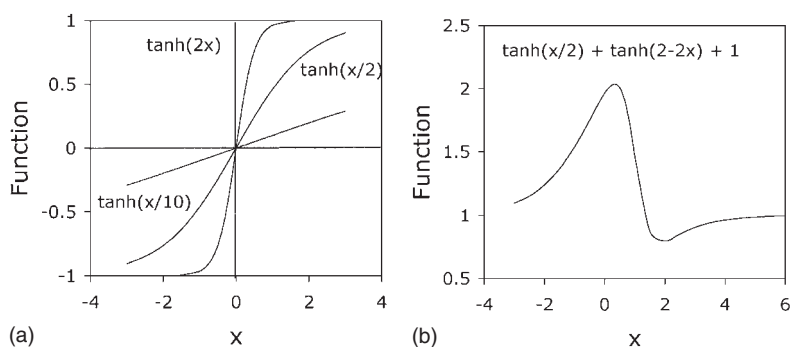 1
tanh(2x)
tanh(x/2)
0.5
0
Function
-0.5
tanh(x/10)
-1
-4 -2 0 2 4
(a) x
2.5
tanh(x/2) + tanh(2-2x) + 1
2
Function
1.5
1
0.5
-4 -2 0 2 4 6
(b) x